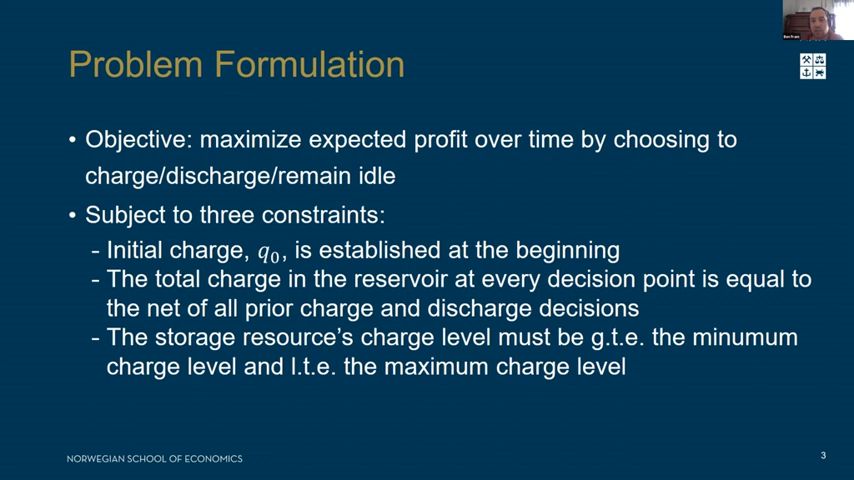 Problem Formulation
• Objective: maximize expected profit over time by choosing to
charge/discharge/remain idle
• Subject to three constraints:
- Initial charge, q₀, is established at the beginning
- The total charge in the reservoir at every decision point is equal to
the net of all prior charge and discharge decisions
- The storage resource's charge level must be g.t.e. the minumum
charge level and l.t.e. the maximum charge level
NORWEGIAN SCHOOL OF ECONOMICS
3